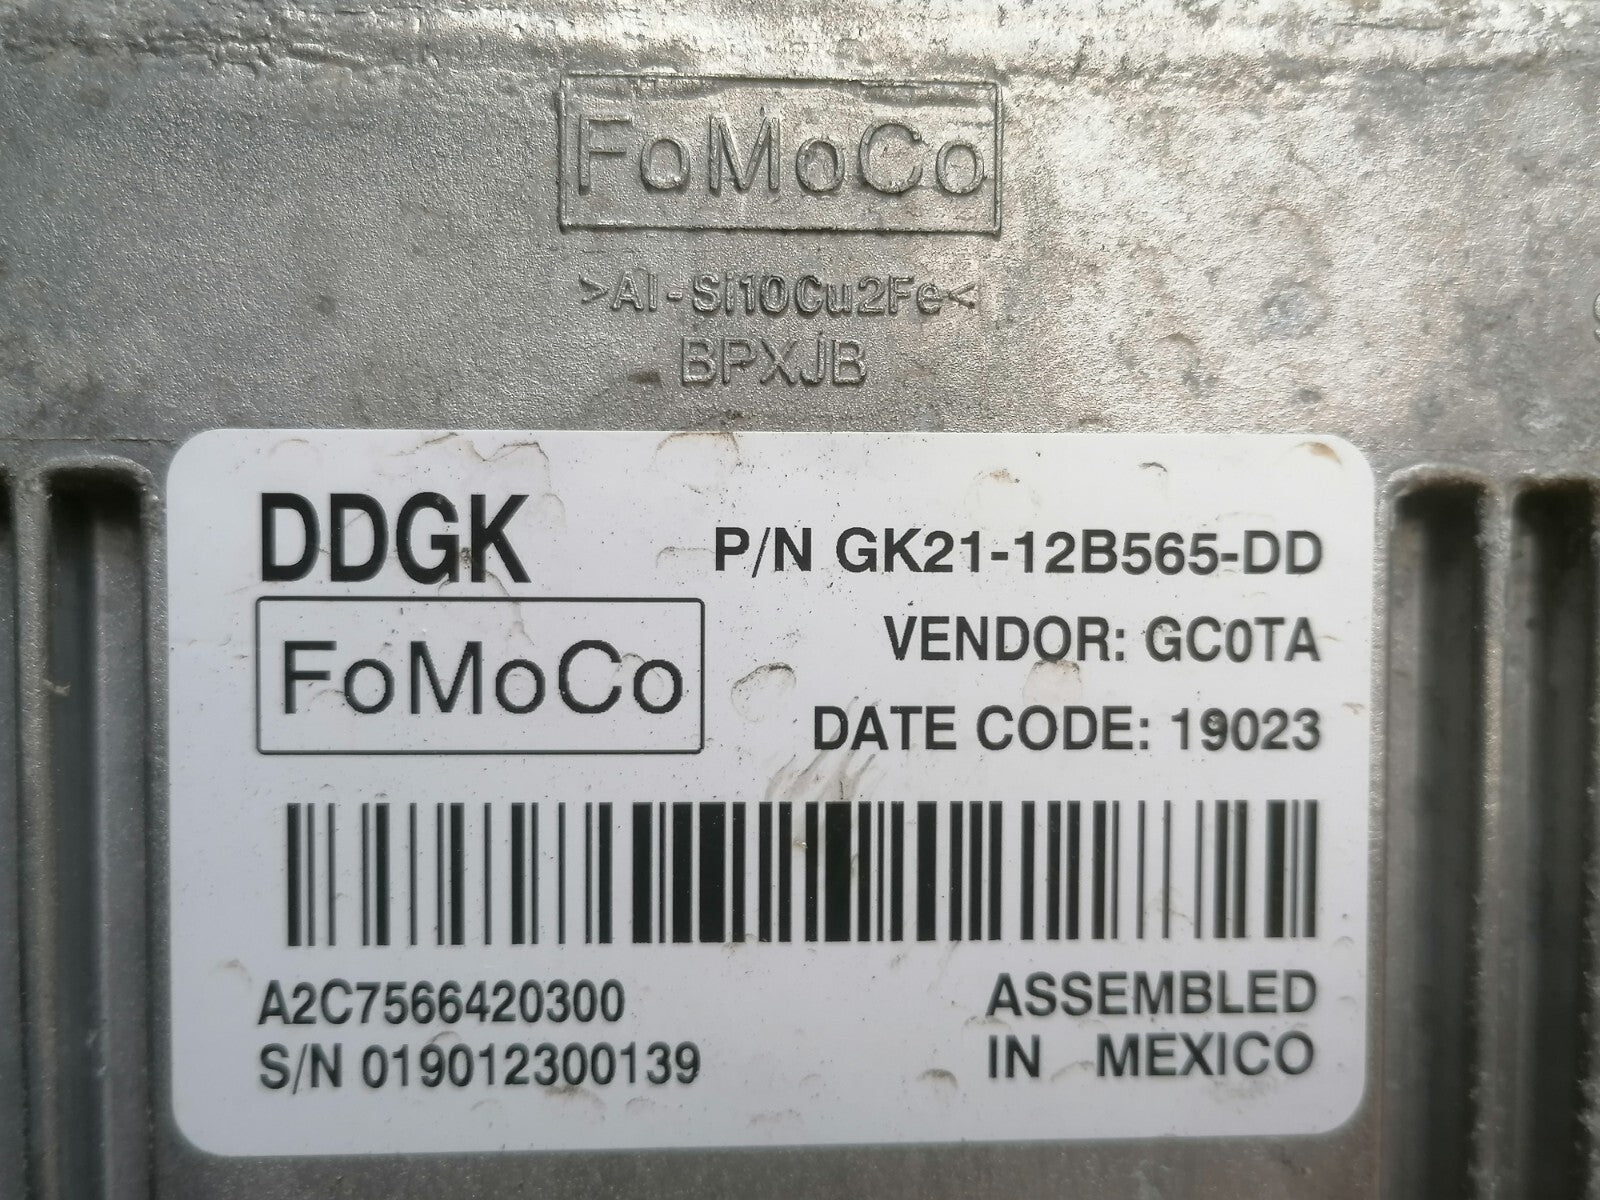 FoMoCo
>Al-Si10Cu2Fe<
BPXJB
DDGK
P/N GK21-12B565-DD
FoMoCo
VENDOR: GC0TA
DATE CODE: 19023
A2C7566420300
S/N 019012300139
ASSEMBLED
IN MEXICO